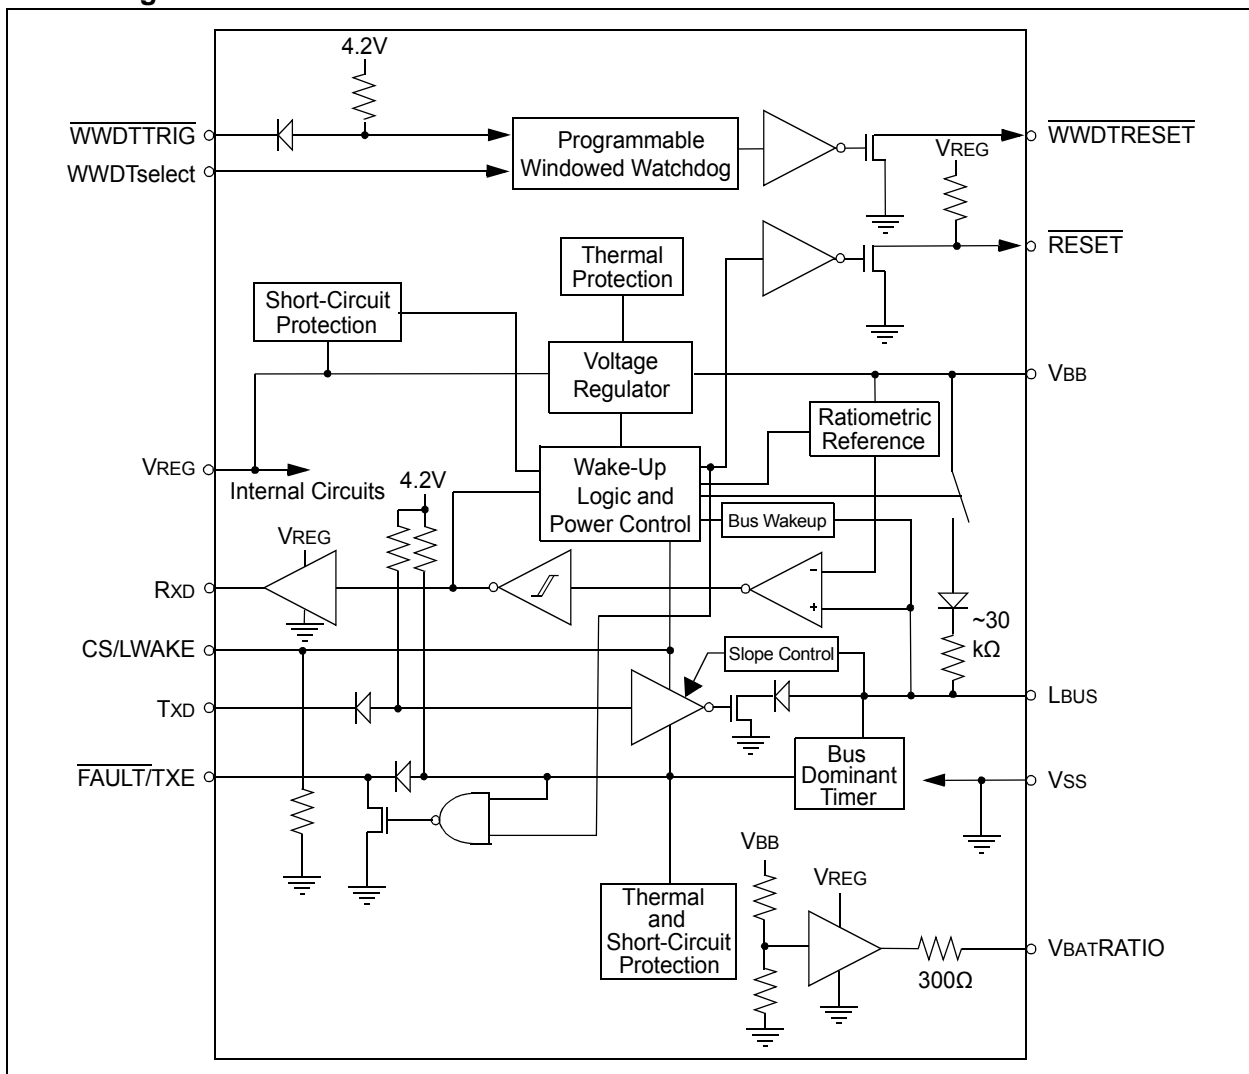 4.2V
WWDTTRIG
WWDTRESET
WWDTselect
Programmable
Windowed Watchdog
VREG
RESET
Thermal
Protection
Short-Circuit
Protection
Voltage
Regulator
VBB
Ratiometric
Reference
VREG
Internal Circuits
4.2V
Wake-Up
Logic and
Power Control
Bus Wakeup
VREG
RXD
-
+
~30
kΩ
CS/LWAKE
Slope Control
TXD
LBUS
FAULT/TXE
Bus
Dominant
Timer
VSS
VBB
VREG
Thermal
and
Short-Circuit
Protection
300Ω
VBATRATIO